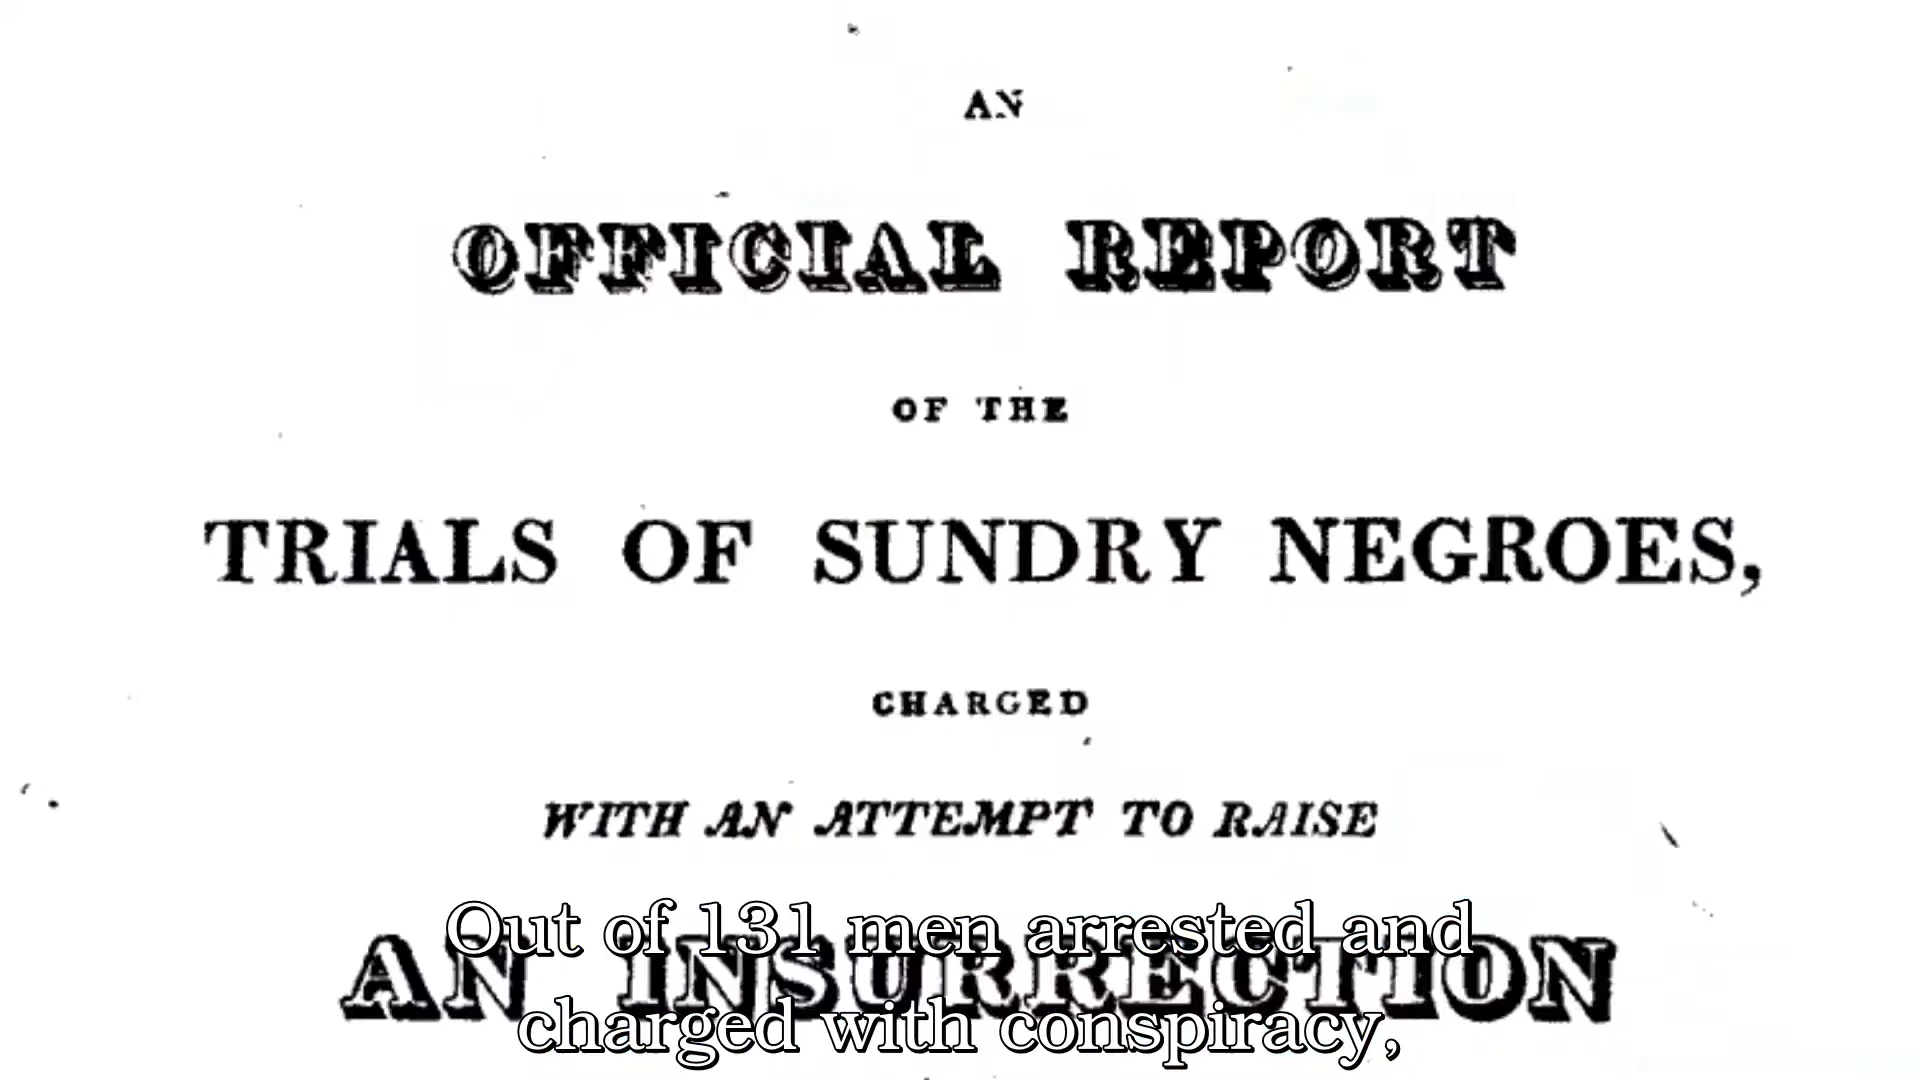 AN
OFFICIAL REPORT
OF THE
TRIALS OF SUNDRY NEGROES,
CHARGED
WITH AN ATTEMPT TO RAISE
AN INSURRECTION
Out of 131 men arrested and
charged with conspiracy,